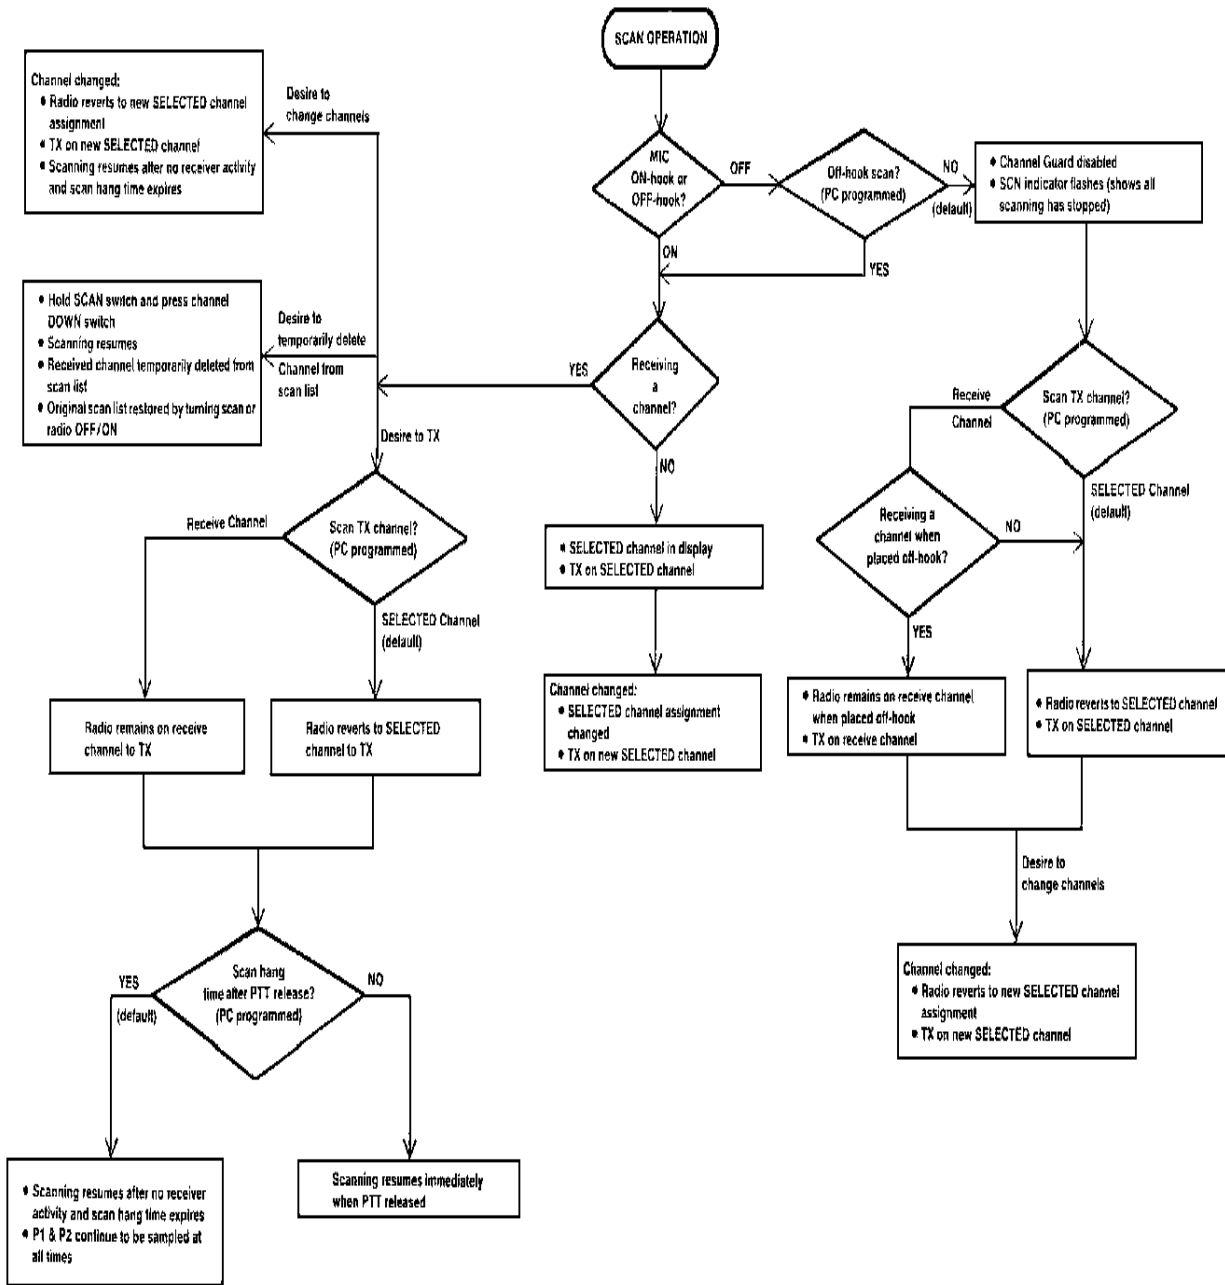 SCAN OPERATION
Channel changed:
• Radio reverts to new SELECTED channel
assignment
• TX on new SELECTED channel
• Scanning resumes after no receiver activity
and scan hang time expires
Desire to
change channels
MIC
ON-hook or
OFF-hook?
OFF
Off-hook scan?
(PC programmed)
NO
(default)
• Channel Guard disabled
• SCN indicator flashes (shows all
scanning has stopped)
ON
YES
• Hold SCAN switch and press channel
DOWN switch
• Scanning resumes
• Received channel temporarily deleted from
scan list
• Original scan list restored by turning scan or
radio OFF/ON
Desire to
temporarily delete
Channel from
scan list
YES
Receiving
a
channel?
Receive
Channel
Scan TX channel?
(PC programmed)
Desire to TX
NO
SELECTED Channel
(default)
Receive Channel
Scan TX channel?
(PC programmed)
Receiving a
channel when
placed off-hook?
NO
• SELECTED channel in display
• TX on SELECTED channel
SELECTED Channel
(default)
YES
Radio remains on receive
channel to TX
Radio reverts to SELECTED
channel to TX
Channel changed:
• SELECTED channel assignment
changed
• TX on new SELECTED channel
• Radio remains on receive channel
when placed off-hook
• TX on receive channel
• Radio reverts to SELECTED channel
• TX on SELECTED channel
Desire to
change channels
YES
(default)
Scan hang
time after PTT release?
(PC programmed)
NO
Channel changed:
• Radio reverts to new SELECTED channel
assignment
• TX on new SELECTED channel
• Scanning resumes after no receiver
activity and scan hang time expires
• P1 & P2 continue to be sampled at
all times
Scanning resumes immediately
when PTT released